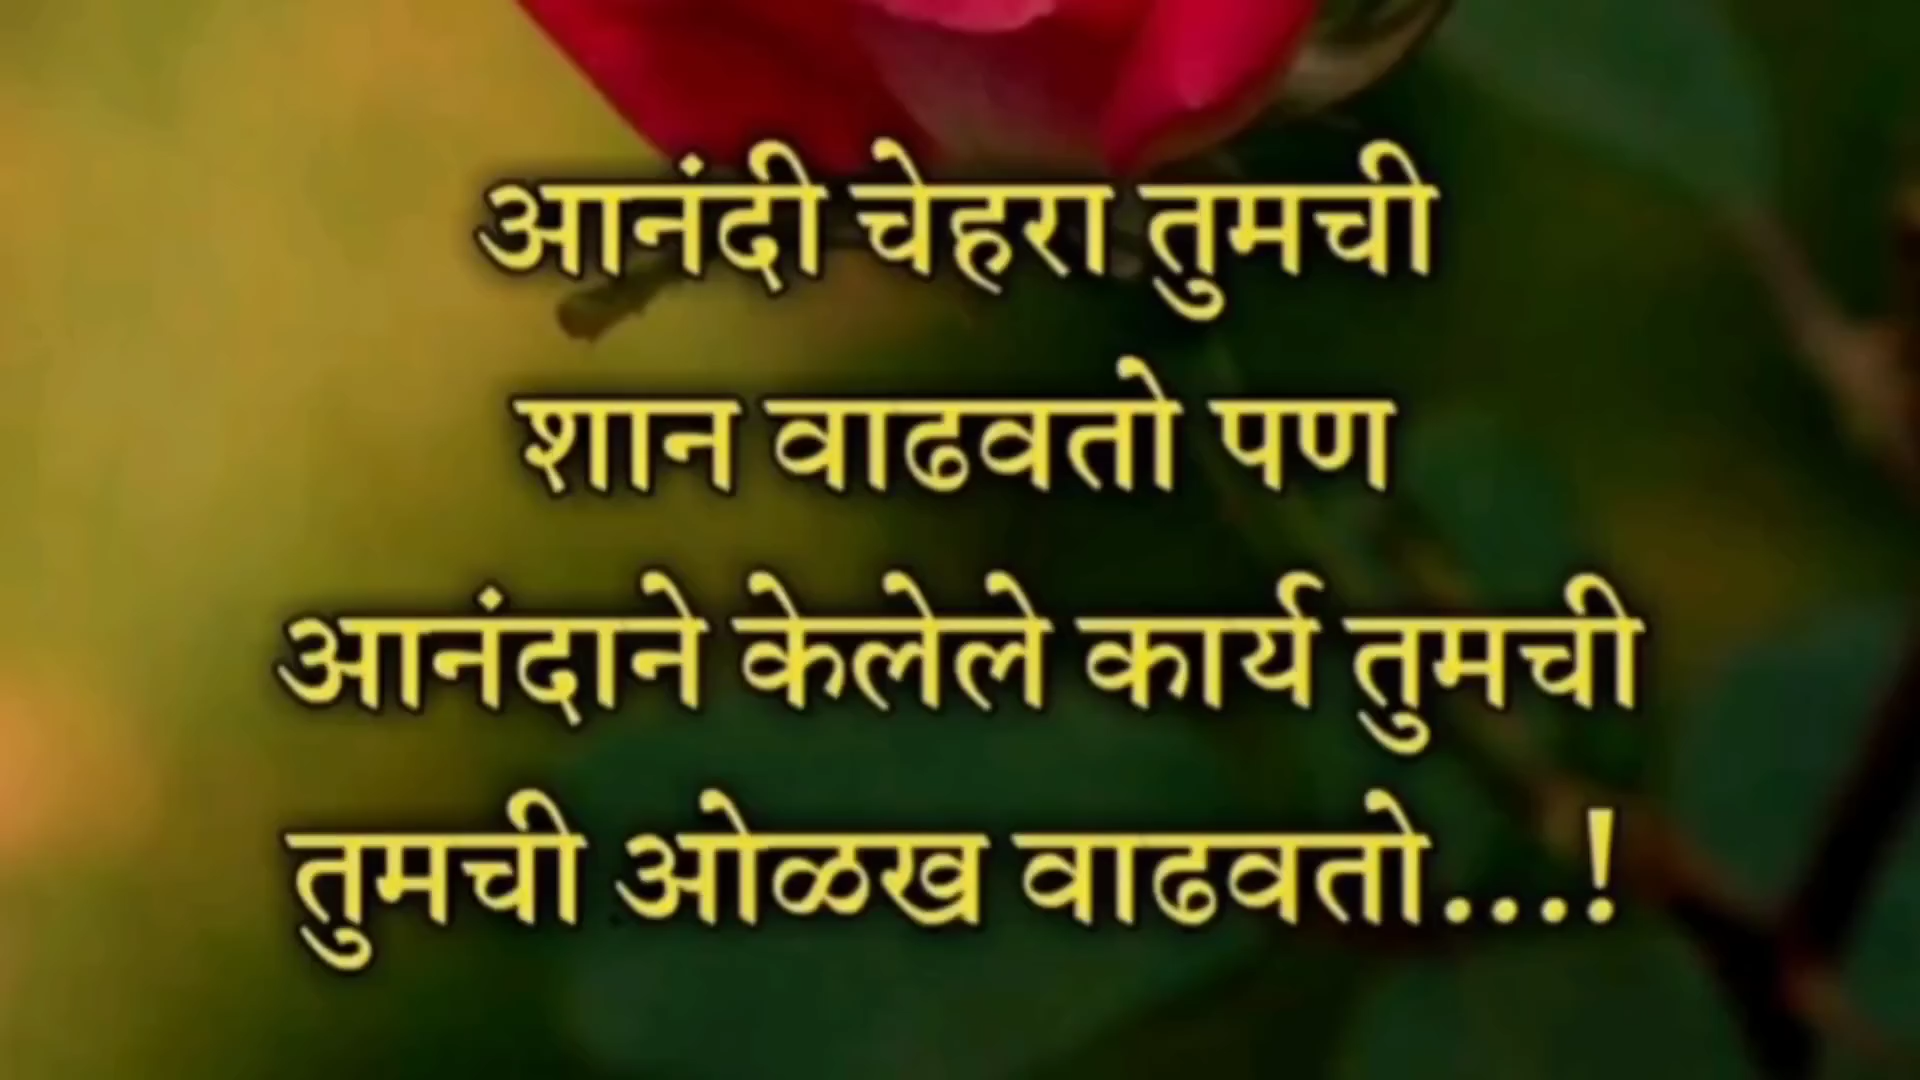 आनंदी चेहरा तुमची
शान वाढवतो पण
आनंदाने केलेले कार्य तुमची
तुमची ओळख वाढवतो...!